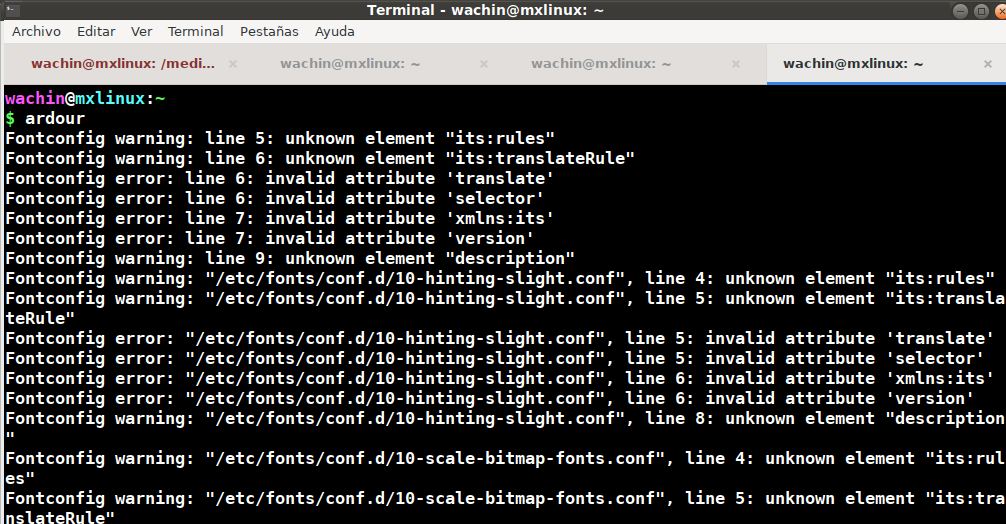 Terminal - wachin@mxlinux: ~
Archivo Editar Ver Terminal Pestañas Ayuda
wachin@mxlinux: /medi... × wachin@mxlinux: ~ × wachin@mxlinux: ~ × wachin@mxlinux: ~ ×
wachin@mxlinux:~
$ ardour
Fontconfig warning: line 5: unknown element "its:rules"
Fontconfig warning: line 6: unknown element "its:translateRule"
Fontconfig error: line 6: invalid attribute 'translate'
Fontconfig error: line 6: invalid attribute 'selector'
Fontconfig error: line 7: invalid attribute 'xmlns:its'
Fontconfig error: line 7: invalid attribute 'version'
Fontconfig warning: line 9: unknown element "description"
Fontconfig warning: "/etc/fonts/conf.d/10-hinting-slight.conf", line 4: unknown element "its:rules"
Fontconfig warning: "/etc/fonts/conf.d/10-hinting-slight.conf", line 5: unknown element "its:transla
teRule"
Fontconfig error: "/etc/fonts/conf.d/10-hinting-slight.conf", line 5: invalid attribute 'translate'
Fontconfig error: "/etc/fonts/conf.d/10-hinting-slight.conf", line 5: invalid attribute 'selector'
Fontconfig error: "/etc/fonts/conf.d/10-hinting-slight.conf", line 6: invalid attribute 'xmlns:its'
Fontconfig error: "/etc/fonts/conf.d/10-hinting-slight.conf", line 6: invalid attribute 'version'
Fontconfig warning: "/etc/fonts/conf.d/10-hinting-slight.conf", line 8: unknown element "description
"
Fontconfig warning: "/etc/fonts/conf.d/10-scale-bitmap-fonts.conf", line 4: unknown element "its:rul
es"
Fontconfig warning: "/etc/fonts/conf.d/10-scale-bitmap-fonts.conf", line 5: unknown element "its:tra
nslateRule"